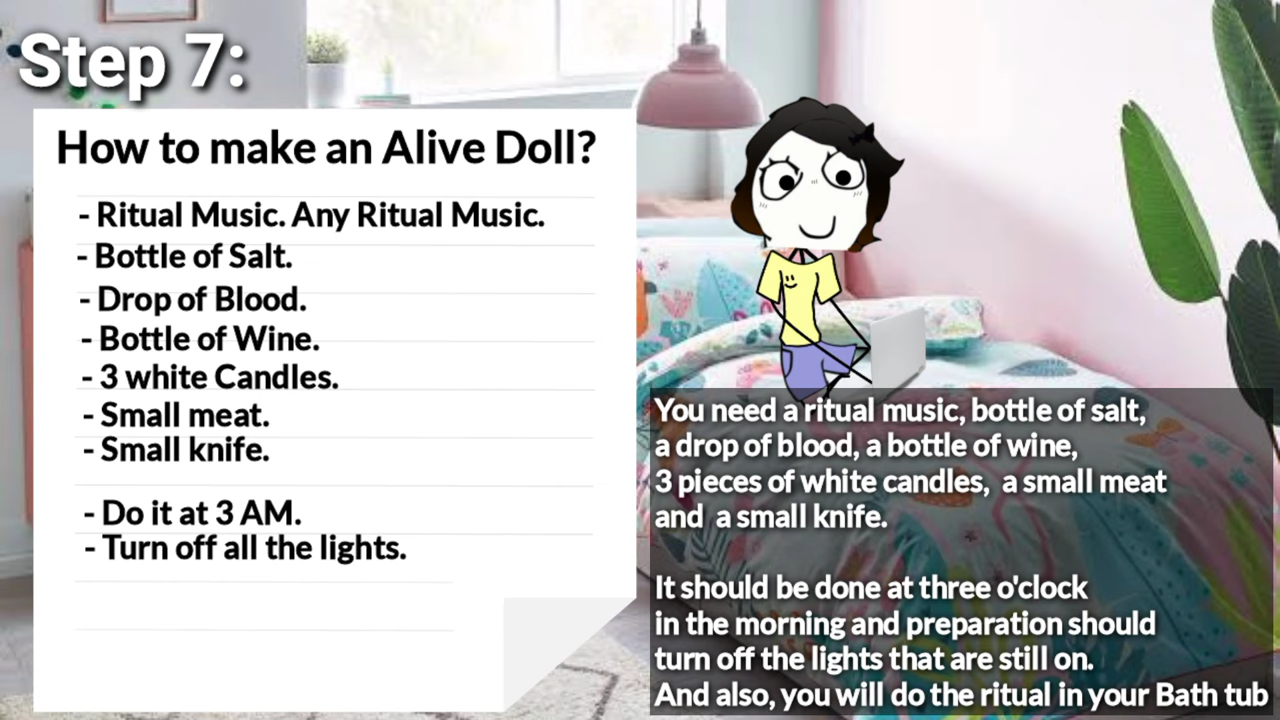 Step 7:
How to make an Alive Doll?
- Ritual Music. Any Ritual Music.
- Bottle of Salt.
- Drop of Blood.
- Bottle of Wine.
- 3 white Candles.
- Small meat.
- Small knife.
- Do it at 3 AM.
- Turn off all the lights.
You need a ritual music, bottle of salt,
a drop of blood, a bottle of wine,
3 pieces of white candles, a small meat
and a small knife.
It should be done at three o'clock
in the morning and preparation should
turn off the lights that are still on.
And also, you will do the ritual in your Bath tub